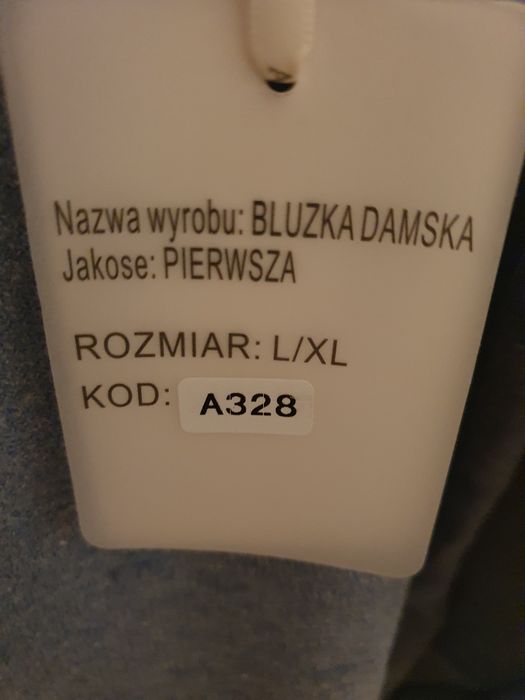 Nazwa wyrobu: BLUZKA DAMSKA
Jakose: PIERWSZA
ROZMIAR: L/XL
KOD: A328